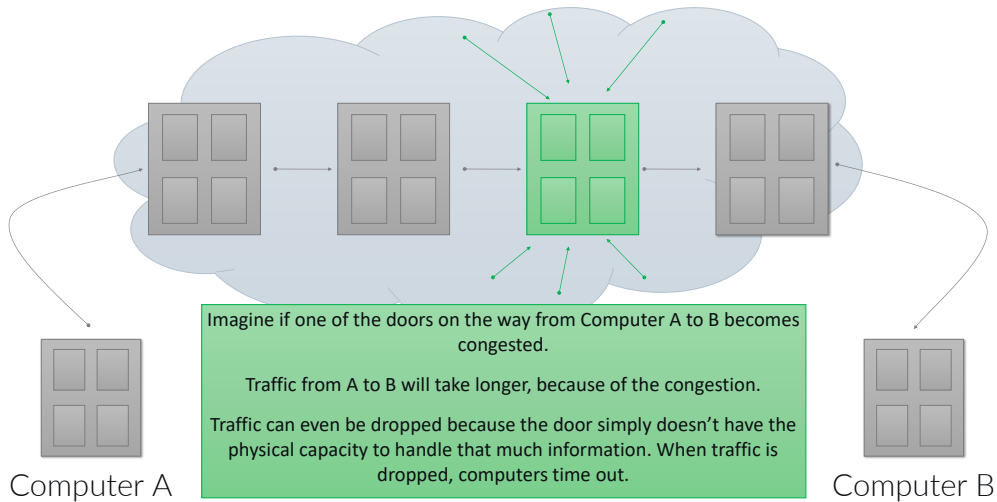 Imagine if one of the doors on the way from Computer A to B becomes
congested.
Traffic from A to B will take longer, because of the congestion.
Traffic can even be dropped because the door simply doesn’t have the
physical capacity to handle that much information. When traffic is
dropped, computers time out.
Computer A
Computer B